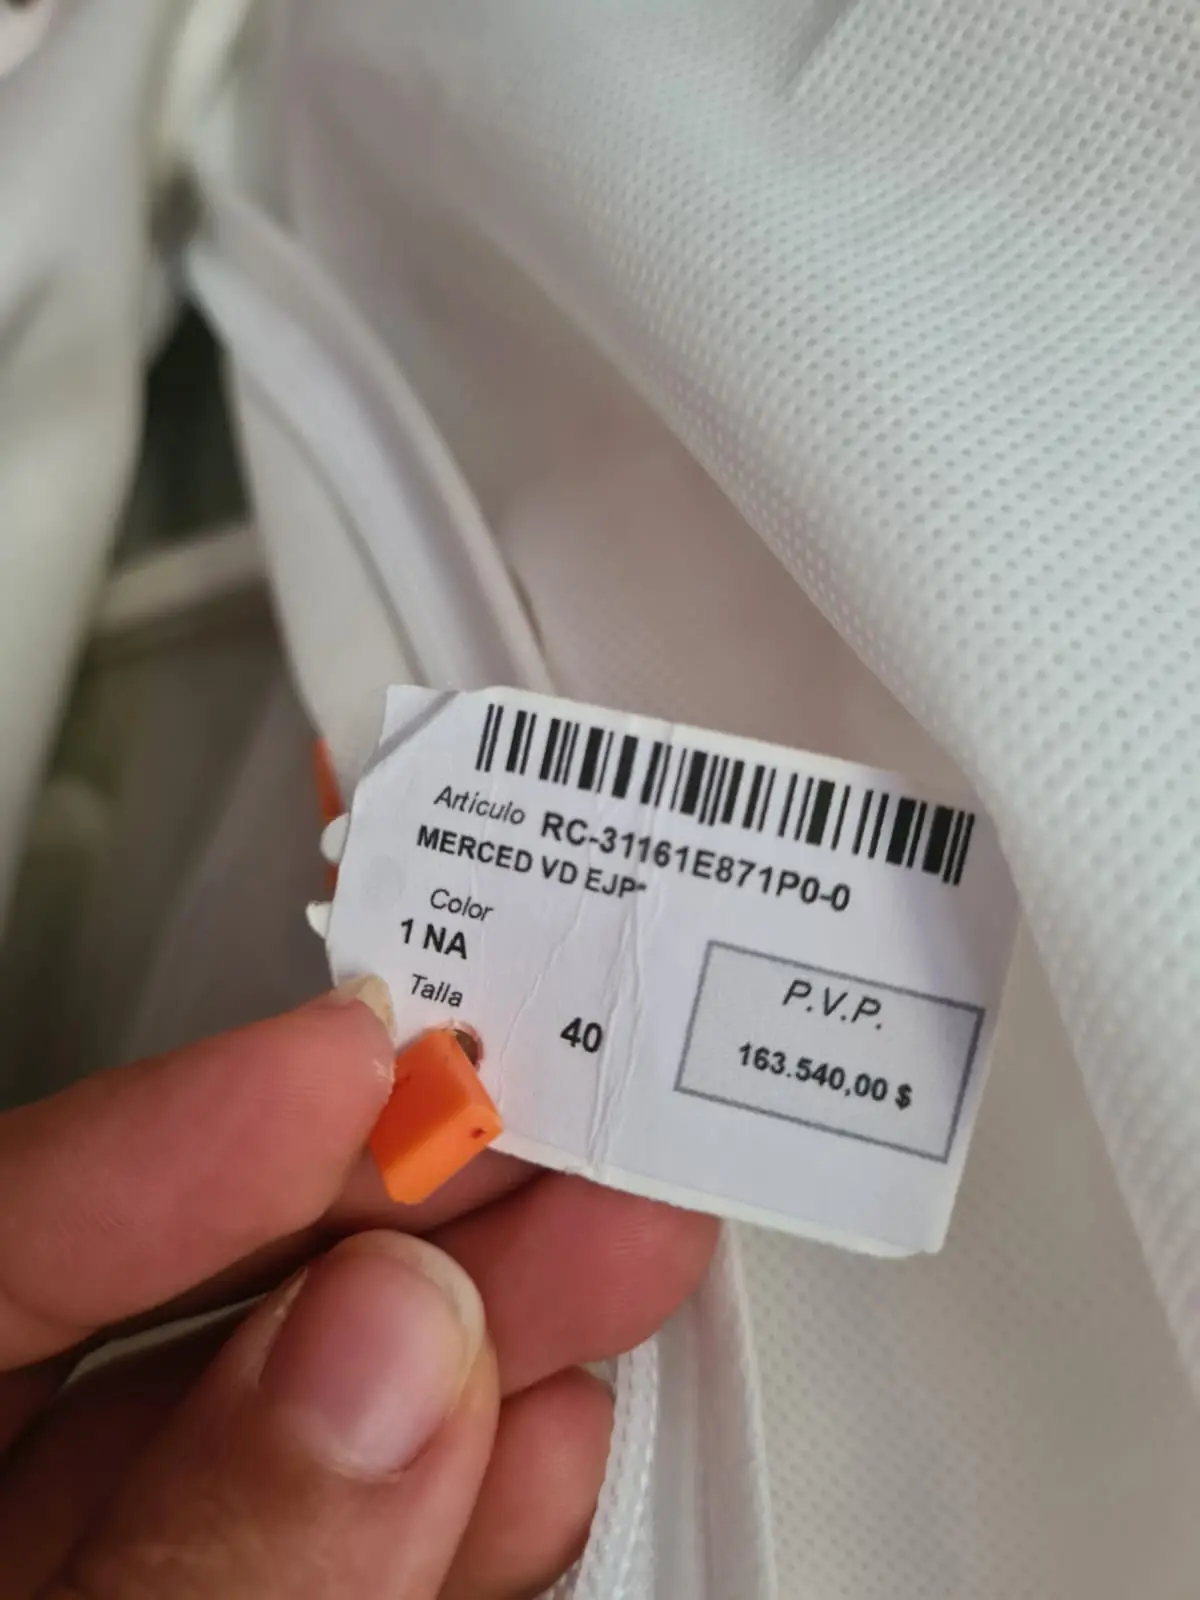 Artículo RC-31161E871P0-0
MERCED VD EJP*
Color
1 NA
Talla
40
P.V.P.
163.540,00 $